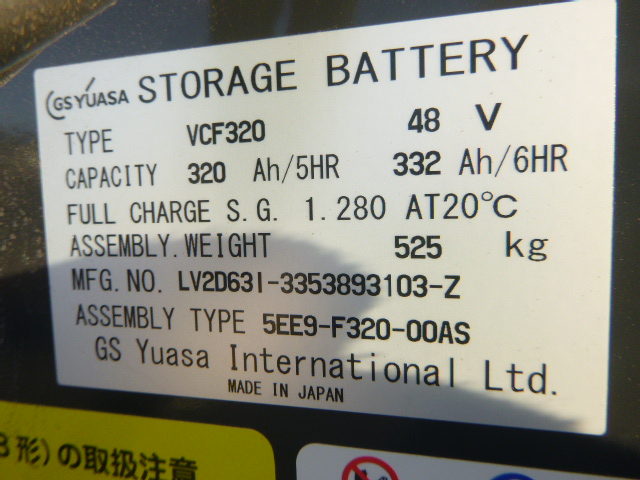 GS YUASA STORAGE BATTERY
TYPE VCF320 48 V
CAPACITY 320 Ah/5HR 332 Ah/6HR
FULL CHARGE S.G. 1.280 AT20℃
ASSEMBLY.WEIGHT 525 kg
MFG.NO. LV2D63I-3353893103-Z
ASSEMBLY TYPE 5EE9-F320-00AS
GS Yuasa International Ltd.
MADE IN JAPAN
形)の取扱注意